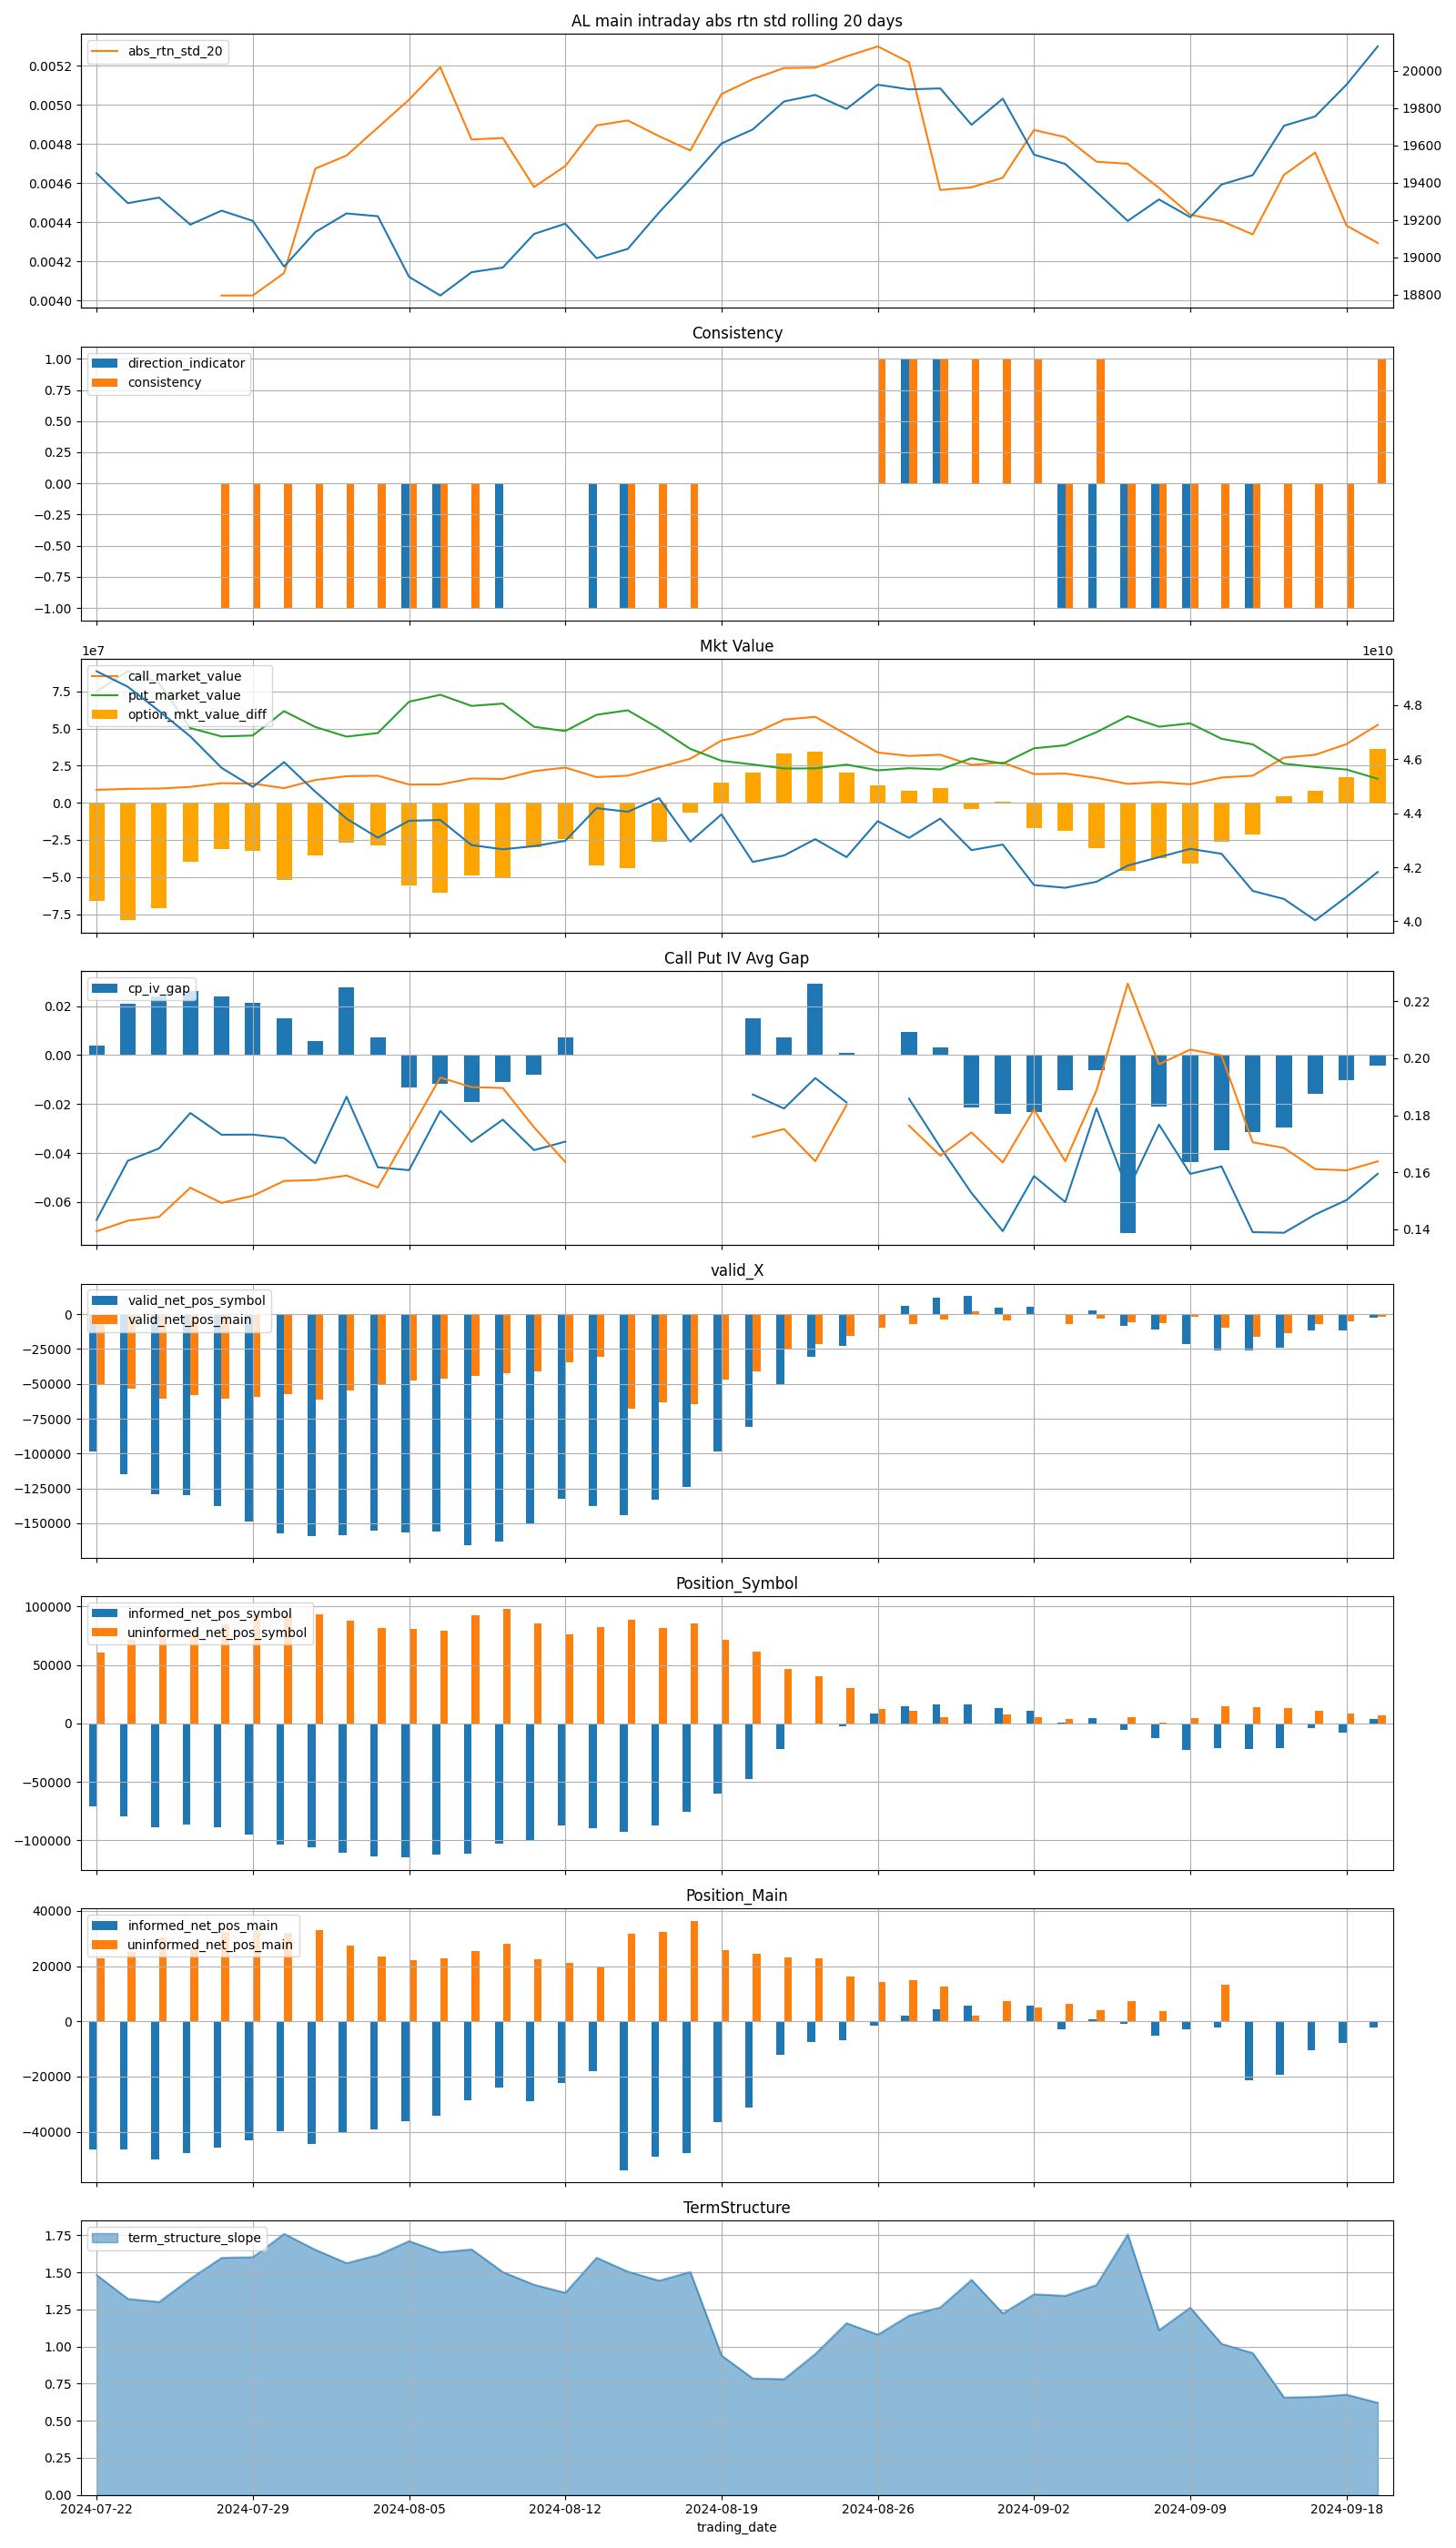 AL main intraday abs rtn std rolling 20 days
abs_rtn_std_20
0.0052
0.0050
0.0048
0.0046
0.0044
0.0042
0.0040
20000
19800
19600
19400
19200
19000
18800
Consistency
direction_indicator
consistency
1.00
0.75
0.50
0.25
0.00
−0.25
−0.50
−0.75
−1.00
Mkt Value
1e7
1e10
call_market_value
put_market_value
option_mkt_value_diff
7.5
5.0
2.5
0.0
−2.5
−5.0
−7.5
4.8
4.6
4.4
4.2
4.0
Call Put IV Avg Gap
cp_iv_gap
0.02
0.00
−0.02
−0.04
−0.06
0.22
0.20
0.18
0.16
0.14
valid_X
valid_net_pos_symbol
valid_net_pos_main
0
−25000
−50000
−75000
−100000
−125000
−150000
Position_Symbol
informed_net_pos_symbol
uninformed_net_pos_symbol
100000
50000
0
−50000
−100000
Position_Main
informed_net_pos_main
uninformed_net_pos_main
40000
20000
0
−20000
−40000
TermStructure
term_structure_slope
1.75
1.50
1.25
1.00
0.75
0.50
0.25
0.00
2024-07-22 2024-07-29 2024-08-05 2024-08-12 2024-08-19 2024-08-26 2024-09-02 2024-09-09 2024-09-18
trading_date